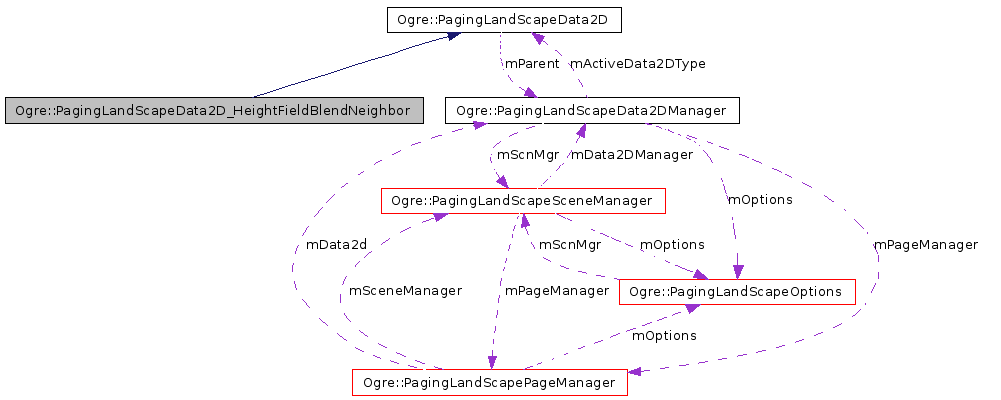 Ogre::PagingLandScapeData2D
mParent
mActiveData2DType
Ogre::PagingLandScapeData2D_HeightFieldBlendNeighbor
Ogre::PagingLandScapeData2DManager
mScnMgr
mData2DManager
Ogre::PagingLandScapeSceneManager
mOptions
mData2d
mScnMgr
mOptions
mPageManager
mSceneManager
mPageManager
Ogre::PagingLandScapeOptions
mOptions
Ogre::PagingLandScapePageManager